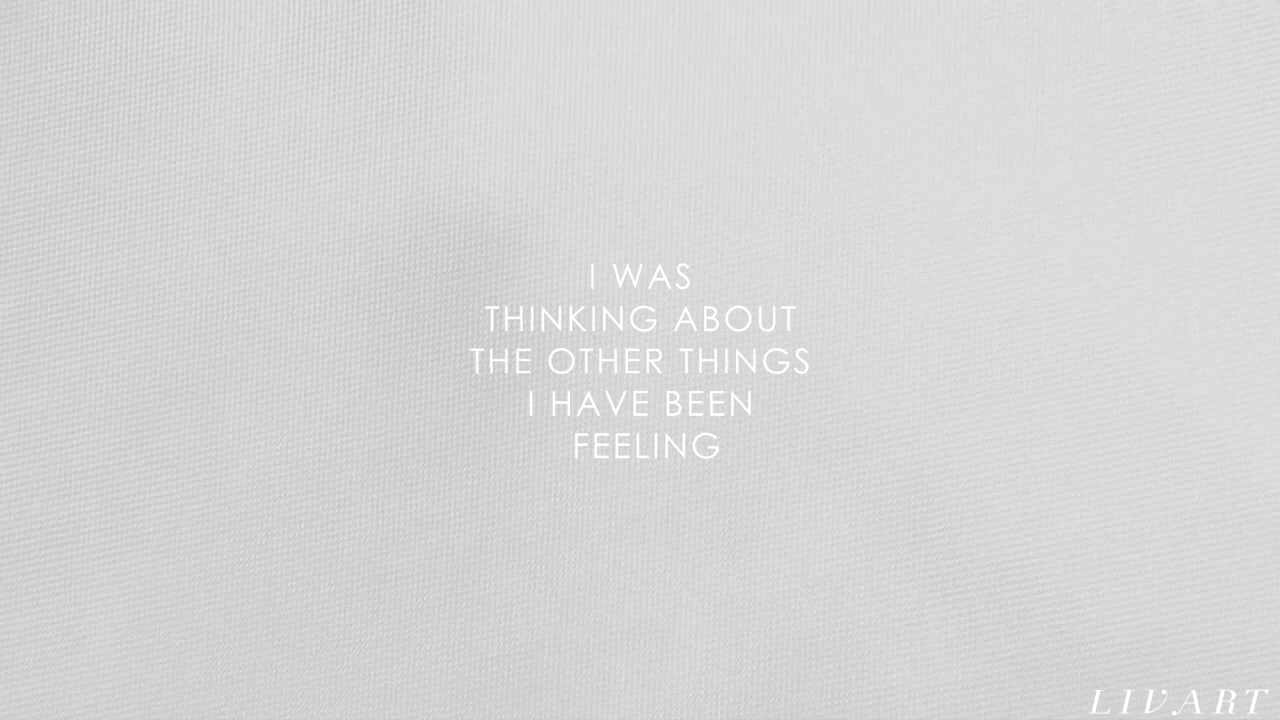 I WAS
THINKING ABOUT
THE OTHER THINGS
I HAVE BEEN
FEELING
LIVART